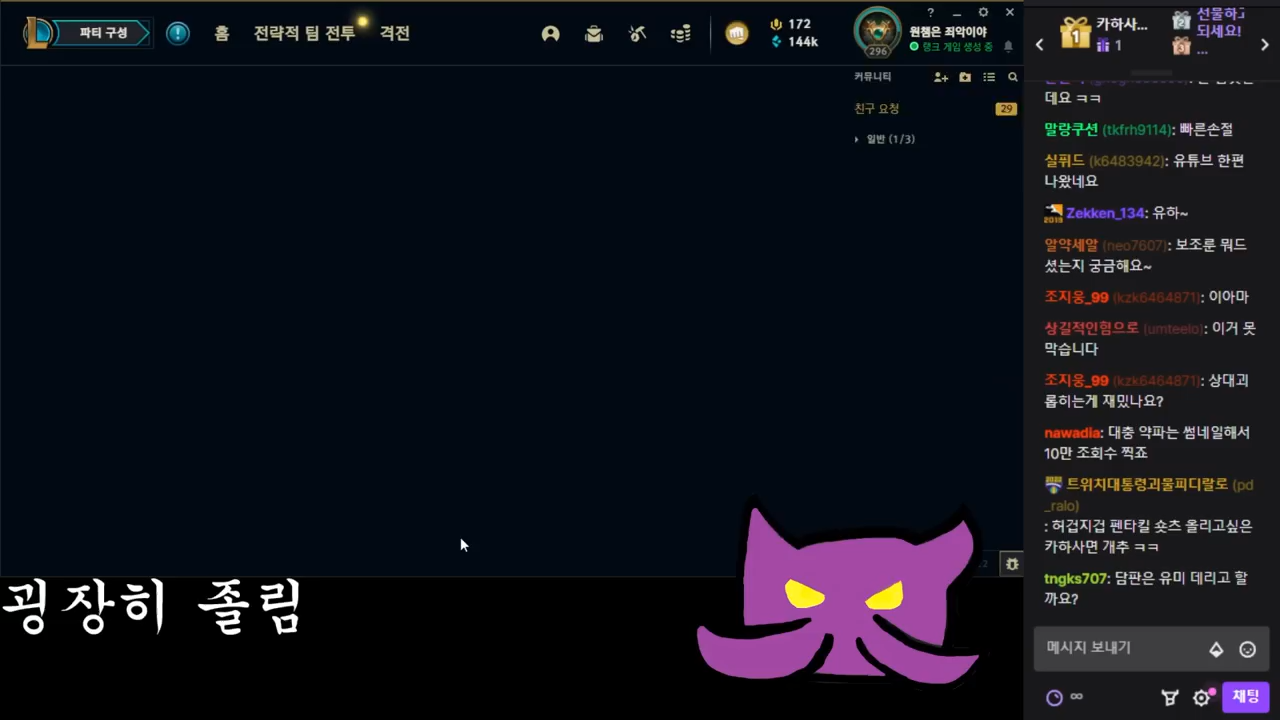 파티 구성
홈
전략적 팀 전투
격전
172
144k
296
원챔은 죄악이야
랭크 게임 생성 중
커뮤니티
친구 요청
29
일반 (1/3)
굉장히 졸림
1
카하사...
1
2
선물하고
되세요!
3
...
데요 ㅋㅋ
말랑쿠션 (tkfrh9114): 빠른손절
실퓌드 (k6483942): 유튜브 한편
나왔네요
2019 Zekken_134: 유하~
알약세알 (neo7607): 보조룬 뭐드
셨는지 궁금해요~
조지웅_99 (kzk6464871): 이아마
상길적인혐으로 (umteelo): 이거 못
막습니다
조지웅_99 (kzk6464871): 상대괴
롭히는게 재밌나요?
nawadia: 대충 약파는 썸네일해서
10만 조회수 찍죠
트위치대통령괴물피디랄로 (pd
_ralo)
: 허겁지겁 펜타킬 숏츠 올리고싶은
카하사면 개추 ㅋㅋ
tngks707: 담판은 유미 데리고 할
까요?
메시지 보내기
채팅